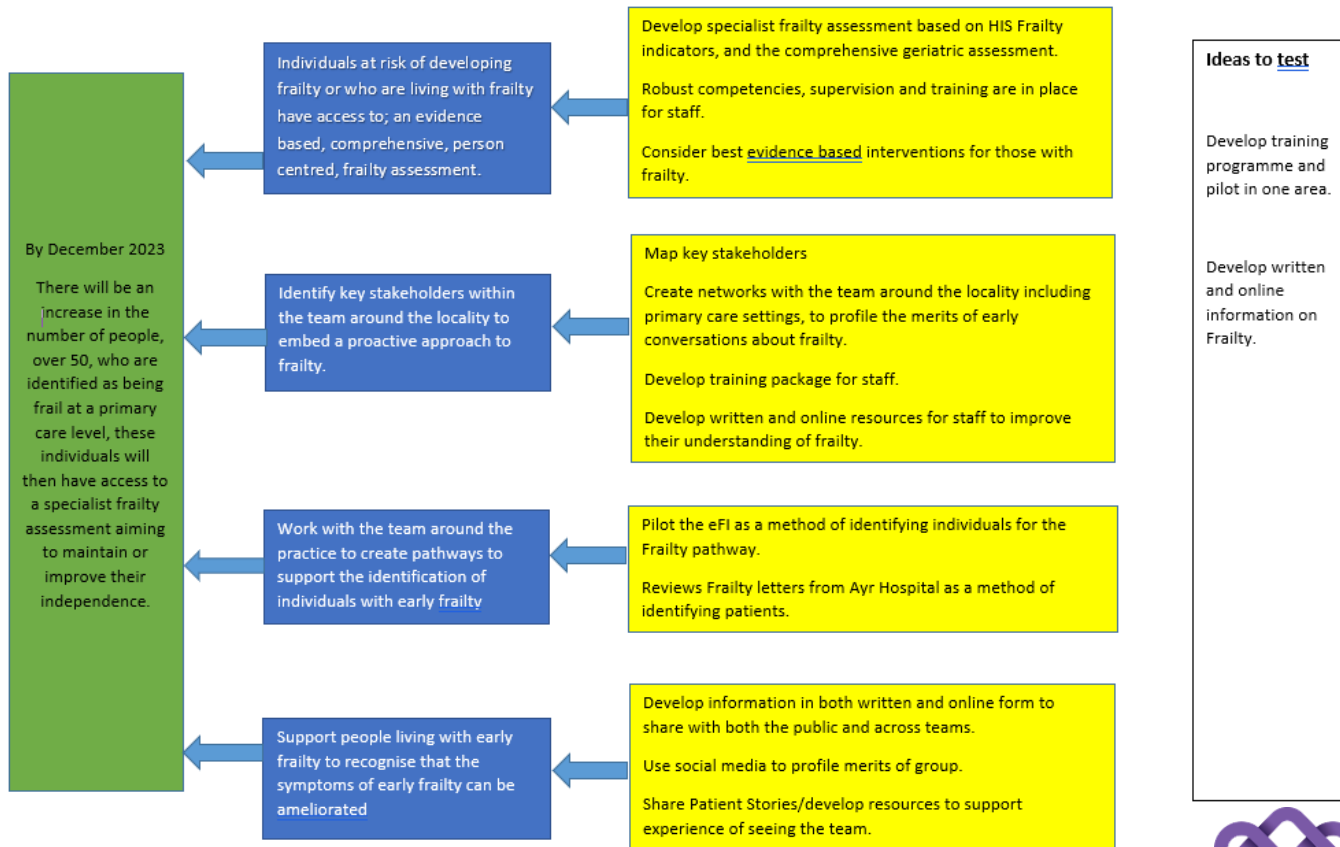 By December 2023
There will be an
increase in the
number of people,
over 50, who are
identified as being
frail at a primary
care level, these
individuals will
then have access to
a specialist frailty
assessment aiming
to maintain or
improve their
independence.
Individuals at risk of developing
frailty or who are living with frailty
have access to; an evidence
based, comprehensive, person
centred, frailty assessment.
Develop specialist frailty assessment based on HIS Frailty
indicators, and the comprehensive geriatric assessment.
Robust competencies, supervision and training are in place
for staff.
Consider best evidence based interventions for those with
frailty.
Identify key stakeholders within
the team around the locality to
embed a proactive approach to
frailty.
Map key stakeholders
Create networks with the team around the locality including
primary care settings, to profile the merits of early
conversations about frailty.
Develop training package for staff.
Develop written and online resources for staff to improve
their understanding of frailty.
Work with the team around the
practice to create pathways to
support the identification of
individuals with early frailty
Pilot the eFI as a method of identifying individuals for the
Frailty pathway.
Reviews Frailty letters from Ayr Hospital as a method of
identifying patients.
Support people living with early
frailty to recognise that the
symptoms of early frailty can be
ameliorated
Develop information in both written and online form to
share with both the public and across teams.
Use social media to profile merits of group.
Share Patient Stories/develop resources to support
experience of seeing the team.
Ideas to test
Develop training
programme and
pilot in one area.
Develop written
and online
information on
Frailty.